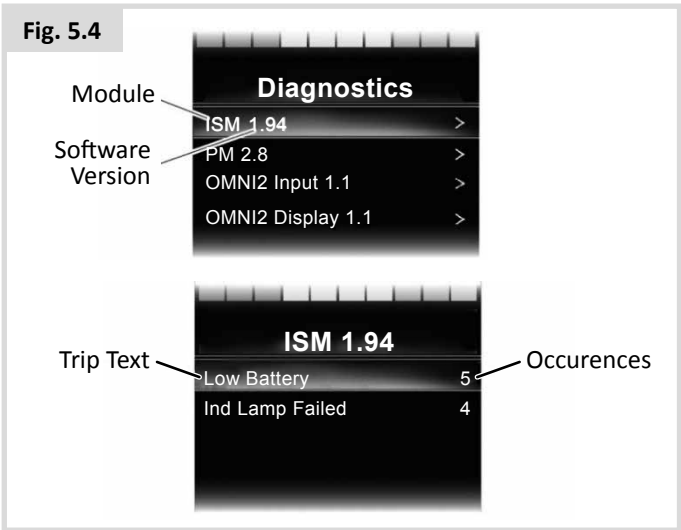 Fig. 5.4
Diagnostics
Module
ISM 1.94 >
Software
Version
PM 2.8 >
OMNI2 Input 1.1 >
OMNI2 Display 1.1 >
ISM 1.94
Trip Text
Occurences
Low Battery 5
Ind Lamp Failed 4